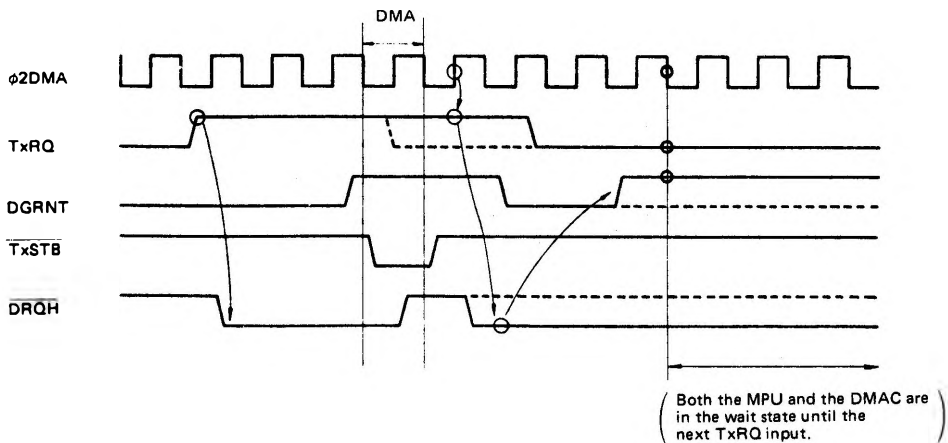 DMA
φ2DMA
TxRQ
DGRNT
TxSTB
DRQH
Both the MPU and the DMAC are
in the wait state until the
next TxRQ input.